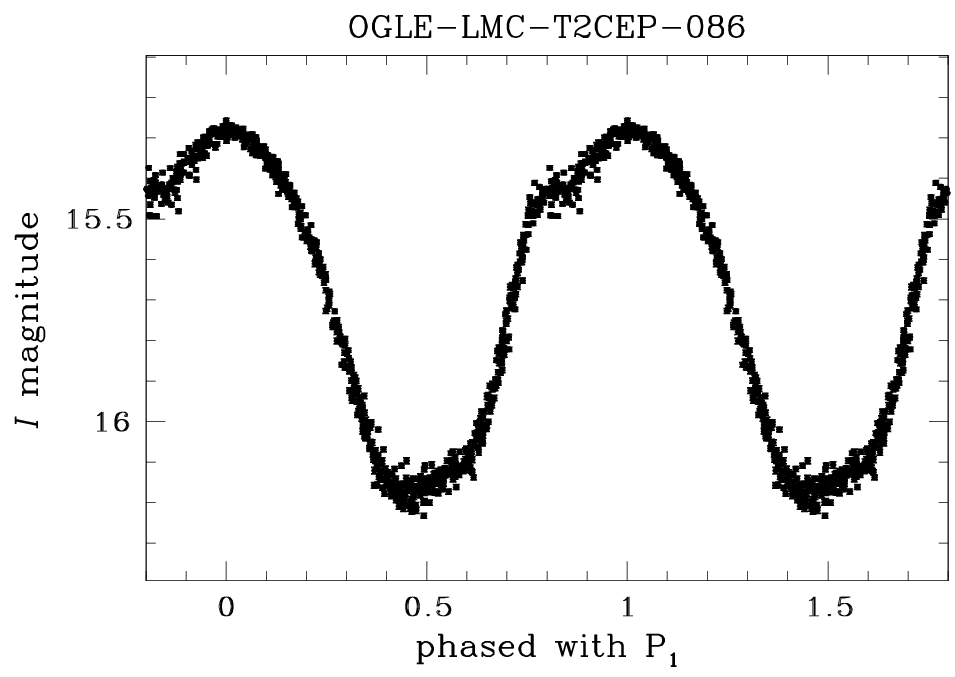 OGLE-LMC-T2CEP-086
I magnitude
15.5
16
0 0.5 1 1.5
phased with P₁